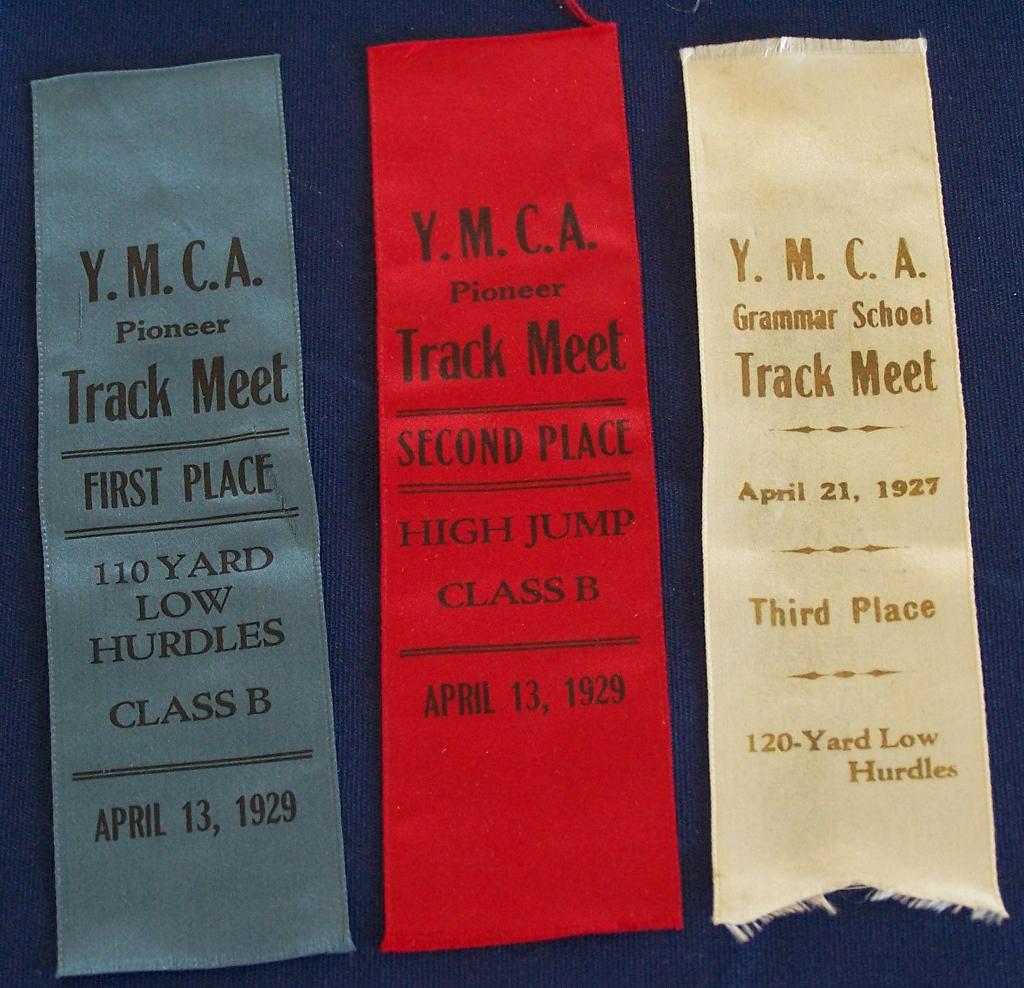 Y. M. C. A.
Pioneer
Track Meet
FIRST PLACE
110 YARD
LOW
HURDLES
CLASS B
APRIL 13, 1929
Y. M. C. A.
Pioneer
Track Meet
SECOND PLACE
HIGH JUMP
CLASS B
APRIL 13, 1929
Y. M. C. A.
Grammar School
Track Meet
April 21, 1927
Third Place
120-Yard Low
Hurdles